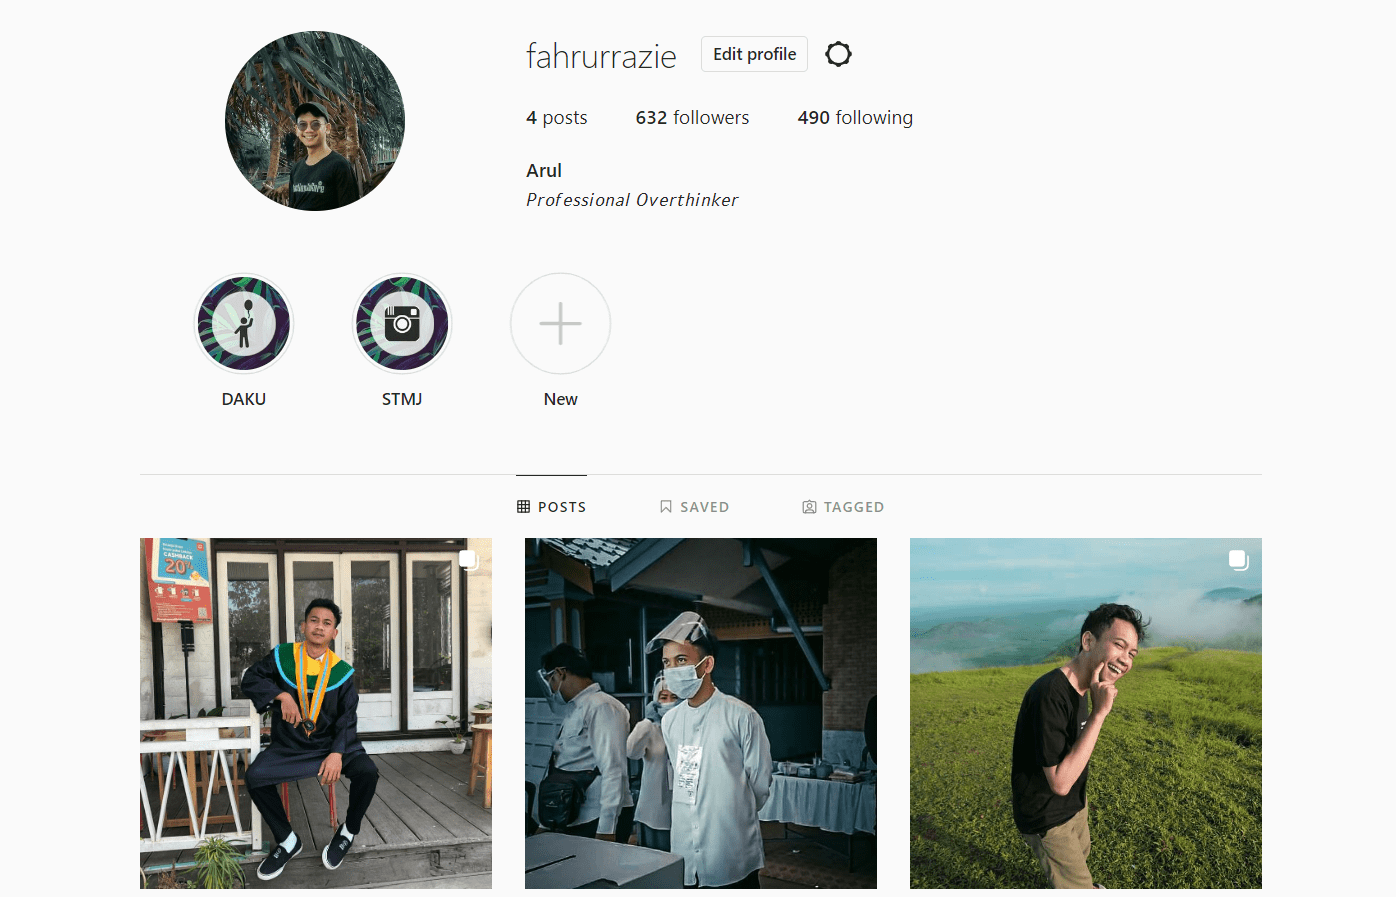 fahrurrazie
Edit profile
4 posts
632 followers
490 following
Arul
Professional Overthinker
DAKU
STMJ
New
POSTS
SAVED
TAGGED
CASHBACK
20%